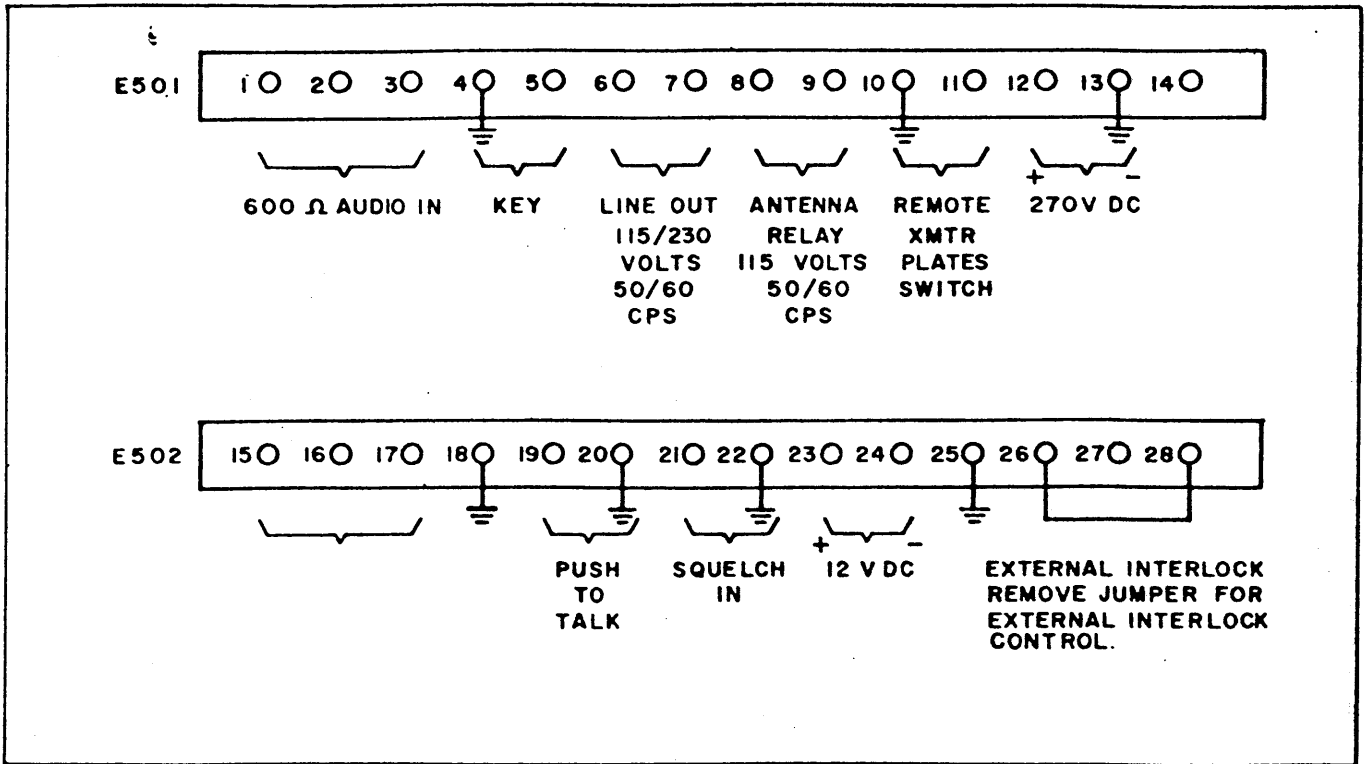 E501 1 2 3 4 5 6 7 8 9 10 11 12 13 14
+ −
600 Ω AUDIO IN KEY LINE OUT ANTENNA REMOTE 270V DC
115/230 RELAY XMTR
VOLTS 115 VOLTS PLATES
50/60 50/60 SWITCH
CPS CPS
E502 15 16 17 18 19 20 21 22 23 24 25 26 27 28
+ −
PUSH SQUELCH 12 V DC EXTERNAL INTERLOCK
TO IN REMOVE JUMPER FOR
TALK EXTERNAL INTERLOCK
CONTROL.